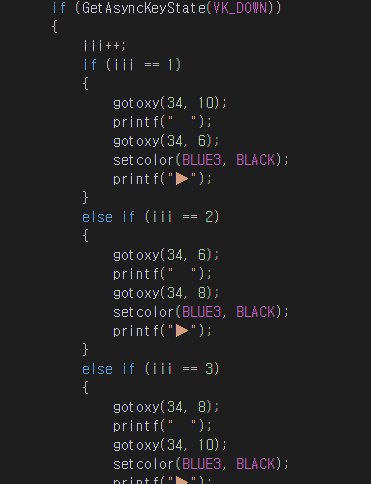 if (GetAsyncKeyState(VK_DOWN))
{
iii++;
if (iii == 1)
{
gotoxy(34, 10);
printf("  ");
gotoxy(34, 6);
setcolor(BLUE3, BLACK);
printf("▶");
}
else if (iii == 2)
{
gotoxy(34, 6);
printf("  ");
gotoxy(34, 8);
setcolor(BLUE3, BLACK);
printf("▶");
}
else if (iii == 3)
{
gotoxy(34, 8);
printf("  ");
gotoxy(34, 10);
setcolor(BLUE3, BLACK);
printf("▶");